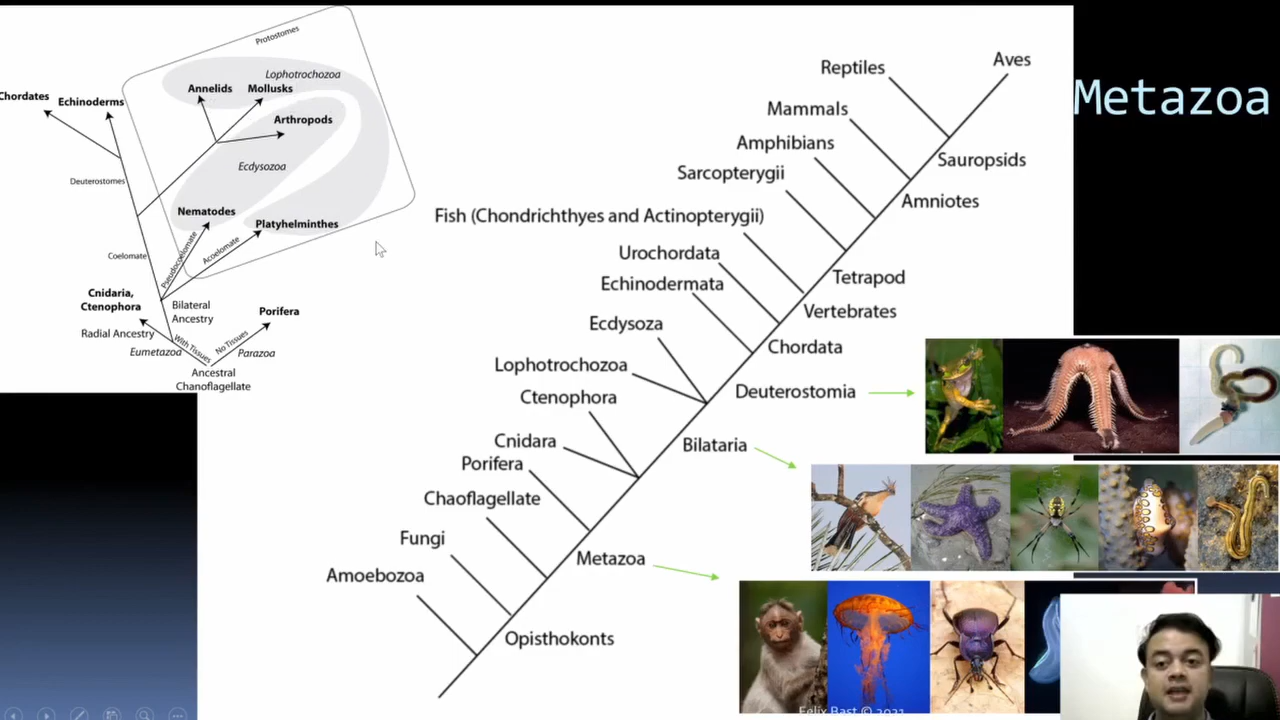 Metazoa
Protostomes
Lophotrochozoa
Annelids
Mollusks
Chordates
Echinoderms
Arthropods
Ecdysozoa
Deuterostomes
Nematodes
Platyhelminthes
Pseudocoelomate
Acoelomate
Coelomate
Cnidaria,
Ctenophora
Bilateral
Ancestry
Porifera
Radial Ancestry
With Tissues
No Tissues
Eumetazoa
Parazoa
Ancestral
Chanoflagellate
Aves
Reptiles
Mammals
Amphibians
Sauropsids
Sarcopterygii
Amniotes
Fish (Chondrichthyes and Actinopterygii)
Urochordata
Tetrapod
Echinodermata
Vertebrates
Ecdysoza
Chordata
Lophotrochozoa
Deuterostomia
Ctenophora
Cnidara
Bilataria
Porifera
Chaoflagellate
Fungi
Metazoa
Amoebozoa
Opisthokonts
Felix Bast © 2021